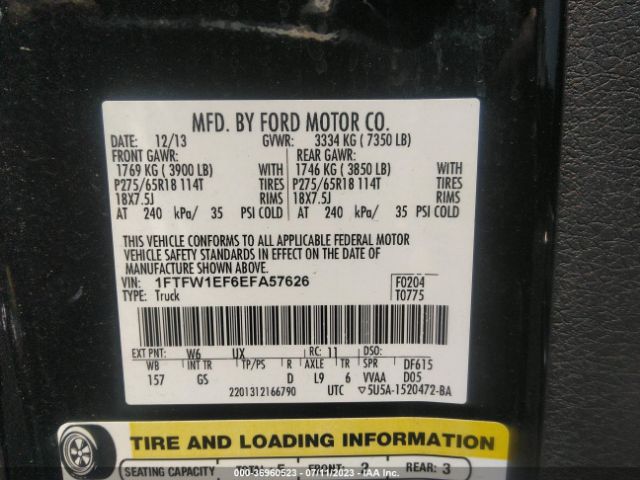 MFD. BY FORD MOTOR CO.
DATE: 12/13 GVWR: 3334 KG ( 7350 LB)
FRONT GAWR: REAR GAWR:
1769 KG ( 3900 LB) WITH 1746 KG ( 3850 LB) WITH
P275/65R18 114T TIRES P275/65R18 114T TIRES
18X7.5J RIMS 18X7.5J RIMS
AT 240 kPa/ 35 PSI COLD AT 240 kPa/ 35 PSI COLD
THIS VEHICLE CONFORMS TO ALL APPLICABLE FEDERAL MOTOR
VEHICLE SAFETY STANDARDS IN EFFECT ON THE DATE OF
MANUFACTURE SHOWN ABOVE.
VIN: 1FTFW1EF6EFA57626 F0204
TYPE: Truck T0775
EXT PNT: W6 UX RC: 11 DSO:
WB INT TR TP/PS R AXLE TR SPR DF615
157 GS D L9 6 VVAA D05
2201312166790 UTC ▽5U5A-1520472-BA
TIRE AND LOADING INFORMATION
SEATING CAPACITY TOTAL: 5 FRONT: 2 REAR: 3
© 000-36960523 - 07/11/2023 - IAA Inc.